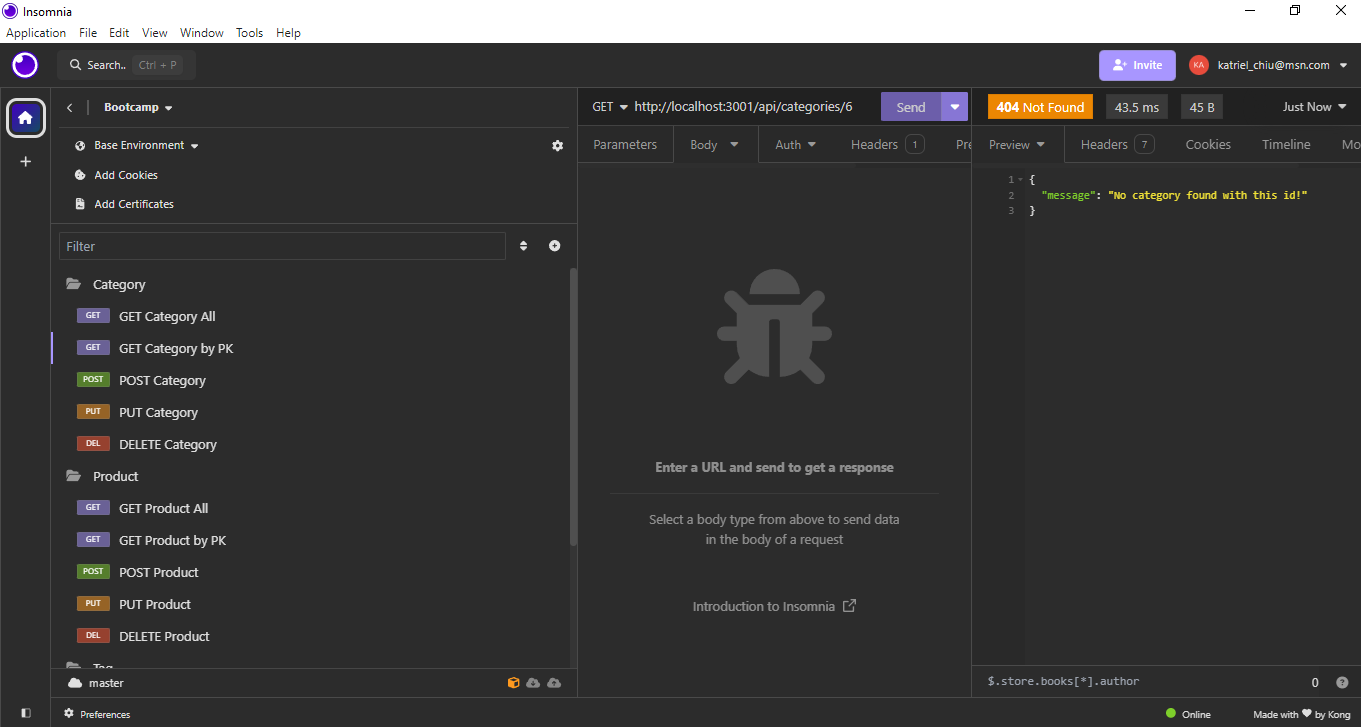 Insomnia
Application File Edit View Window Tools Help
Search.. Ctrl + P
Invite
KA katriel_chiu@msn.com
Bootcamp
Base Environment
Add Cookies
Add Certificates
Filter
Category
GET GET Category All
GET GET Category by PK
POST POST Category
PUT PUT Category
DEL DELETE Category
Product
GET GET Product All
GET GET Product by PK
POST POST Product
PUT PUT Product
DEL DELETE Product
Tag
master
Preferences
GET http://localhost:3001/api/categories/6 Send
Parameters Body Auth Headers 1 Pre
Enter a URL and send to get a response
Select a body type from above to send data
in the body of a request
Introduction to Insomnia
404 Not Found 43.5 ms 45 B Just Now
Preview Headers 7 Cookies Timeline Mo
1 {
2 "message": "No category found with this id!"
3 }
$.store.books[*].author 0 ?
Online Made with ❤ by Kong